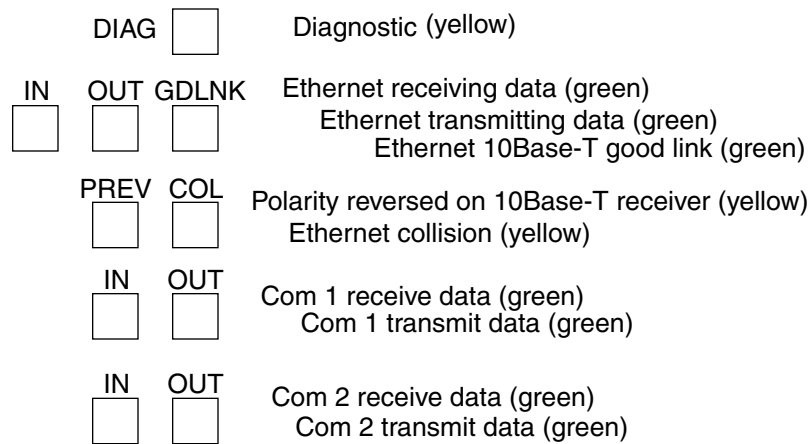 DIAG Diagnostic (yellow)
IN OUT GDLNK Ethernet receiving data (green)
Ethernet transmitting data (green)
Ethernet 10Base-T good link (green)
PREV COL Polarity reversed on 10Base-T receiver (yellow)
Ethernet collision (yellow)
IN OUT Com 1 receive data (green)
Com 1 transmit data (green)
IN OUT Com 2 receive data (green)
Com 2 transmit data (green)